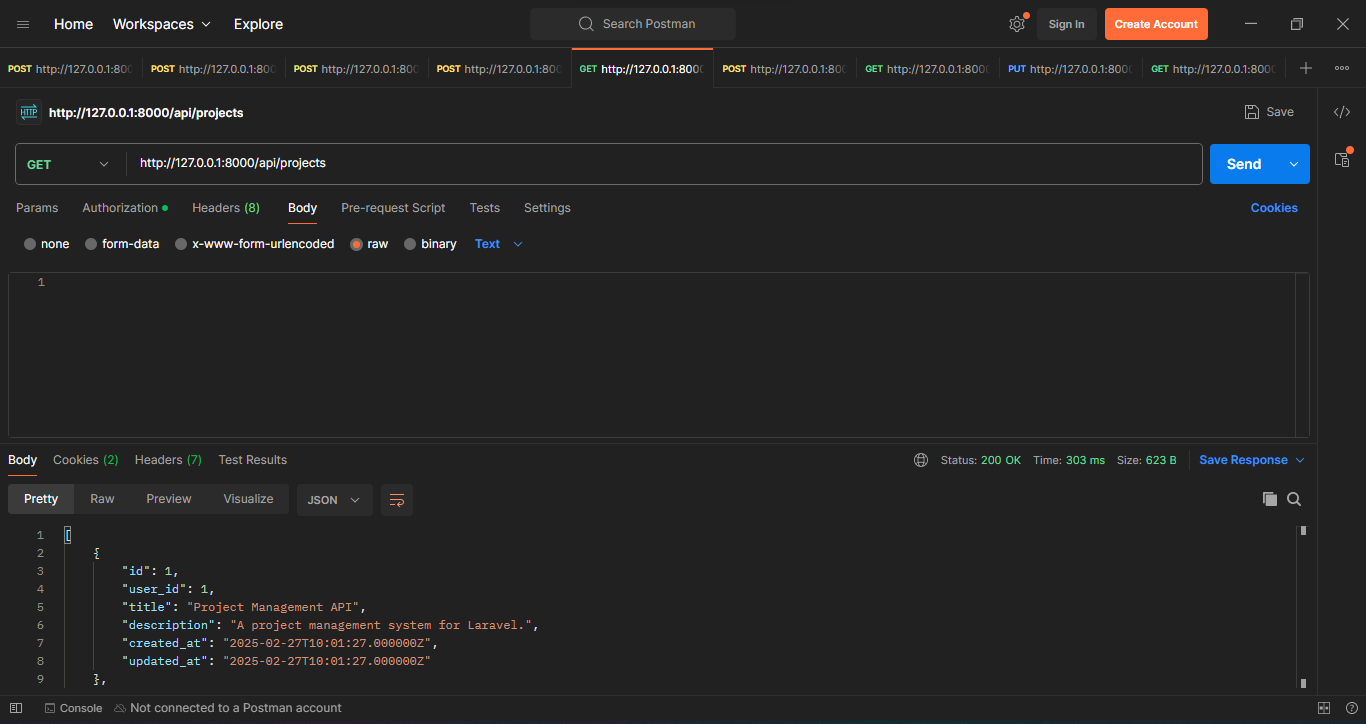 Home Workspaces Explore Search Postman Sign In Create Account
POST http://127.0.0.1:800 POST http://127.0.0.1:800 POST http://127.0.0.1:800 POST http://127.0.0.1:800 GET http://127.0.0.1:8000 POST http://127.0.0.1:800 GET http://127.0.0.1:8000 PUT http://127.0.0.1:8000 GET http://127.0.0.1:8000
HTTP http://127.0.0.1:8000/api/projects Save
GET http://127.0.0.1:8000/api/projects Send
Params Authorization Headers (8) Body Pre-request Script Tests Settings Cookies
none form-data x-www-form-urlencoded raw binary Text
1
Body Cookies (2) Headers (7) Test Results Status: 200 OK Time: 303 ms Size: 623 B Save Response
Pretty Raw Preview Visualize JSON
1 [
2 {
3 "id": 1,
4 "user_id": 1,
5 "title": "Project Management API",
6 "description": "A project management system for Laravel.",
7 "created_at": "2025-02-27T10:01:27.000000Z",
8 "updated_at": "2025-02-27T10:01:27.000000Z"
9 },
Console Not connected to a Postman account